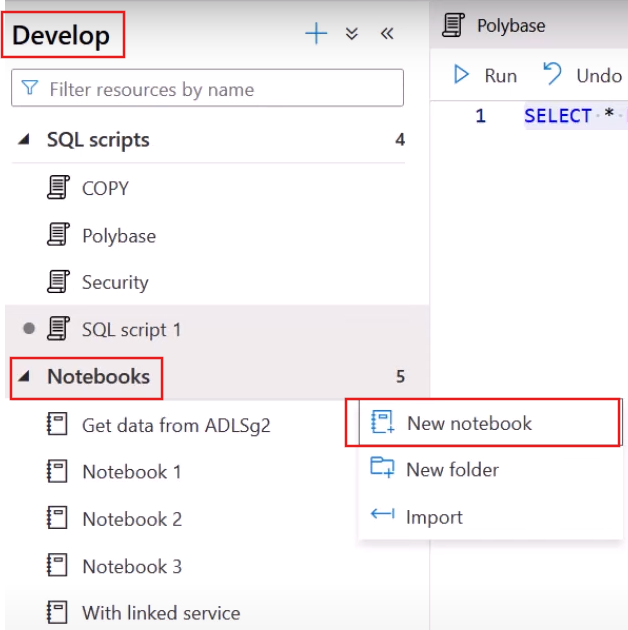 Develop
Filter resources by name
SQL scripts 4
COPY
Polybase
Security
SQL script 1
Notebooks 5
Get data from ADLSg2
Notebook 1
Notebook 2
Notebook 3
With linked service
New notebook
New folder
Import
Polybase
Run Undo
1 SELECT *